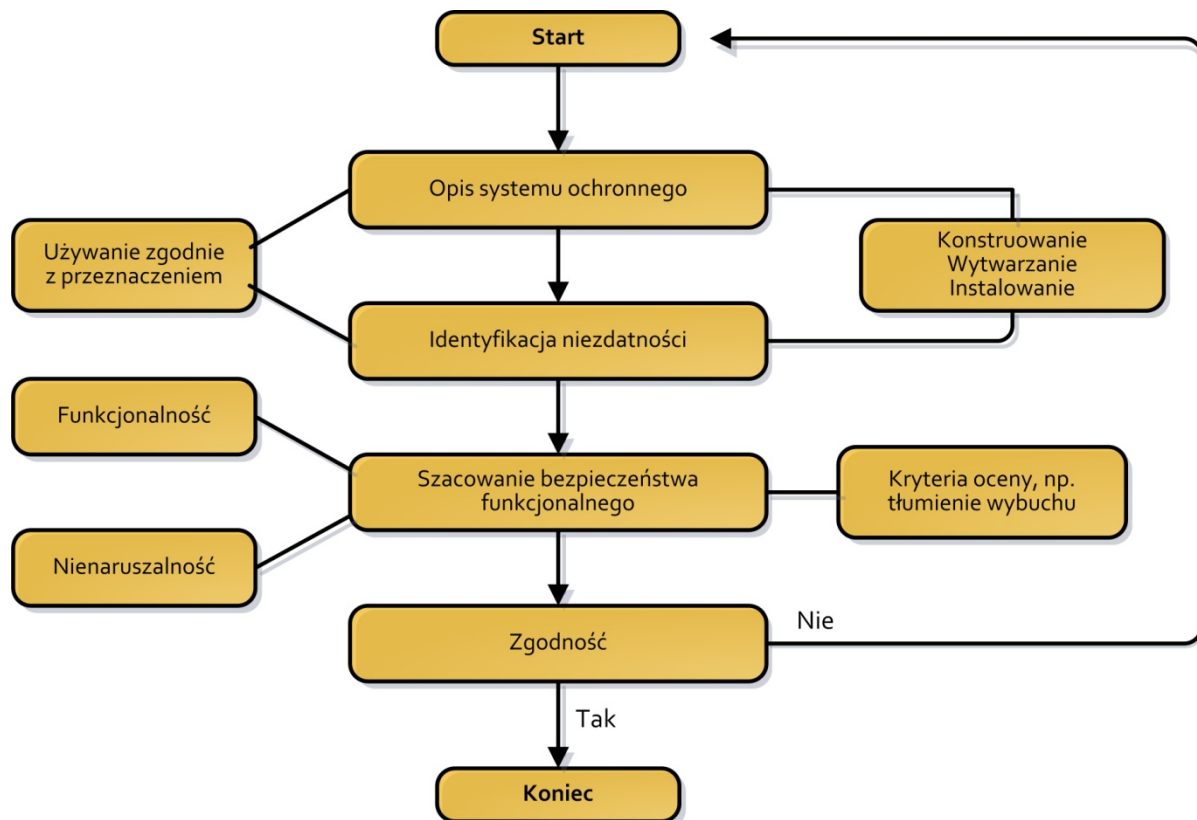 Start
Opis systemu ochronnego
Używanie zgodnie
z przeznaczeniem
Konstruowanie
Wytwarzanie
Instalowanie
Identyfikacja niezdatności
Funkcjonalność
Szacowanie bezpieczeństwa
funkcjonalnego
Kryteria oceny, np.
tłumienie wybuchu
Nienaruszalność
Zgodność
Nie
Tak
Koniec